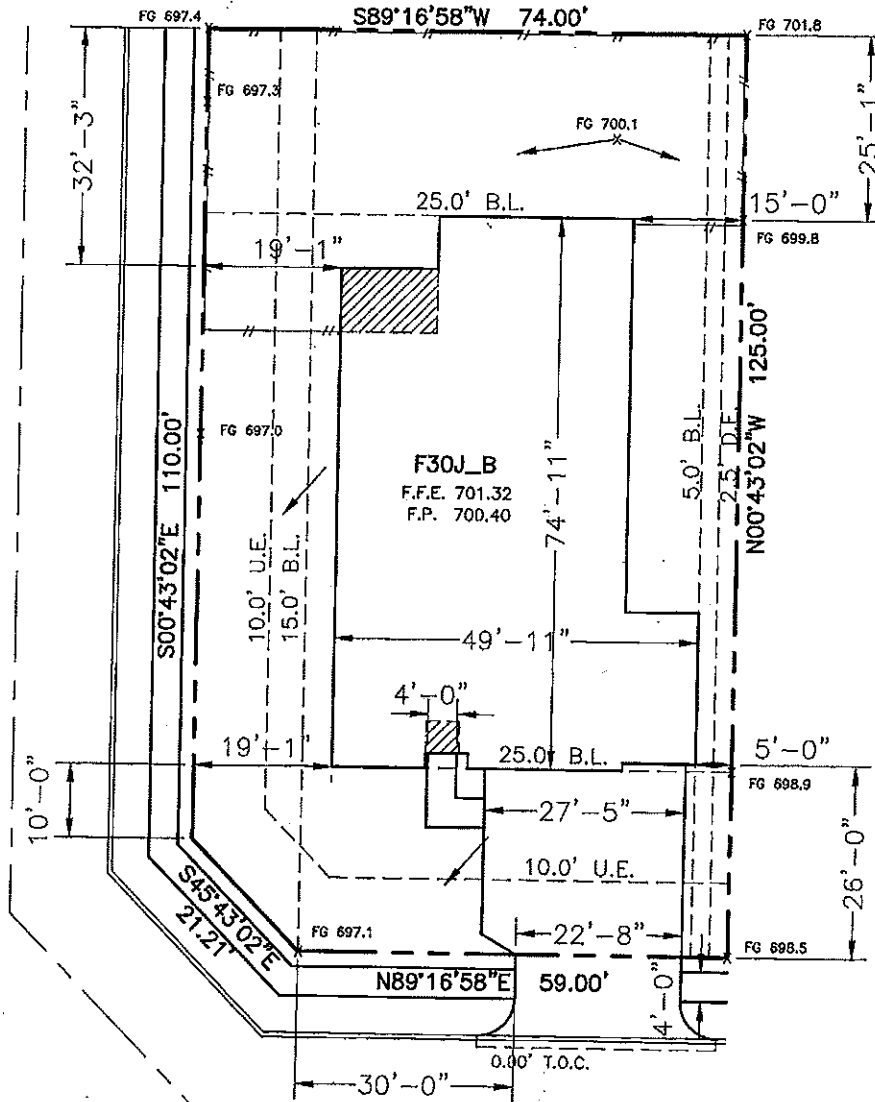 FG 697.4
S89°16'58"W 74.00'
FG 701.8
32'-3"
FG 697.3
FG 700.1
25'-1"
25.0' B.L.
15'-0"
19'-1"
FG 699.8
S00°43'02"E 110.00'
FG 697.0
10.0' U.E.
15.0' B.L.
F30J_B
F.F.E. 701.32
F.P. 700.40
74'-11"
5.0' B.L.
2.5' D.E.
N00°43'02"W 125.00'
49'-11"
4'-0"
19'-1"
25.0' B.L.
5'-0"
10'-0"
FG 698.9
27'-5"
26'-0"
S45°43'02"E
21.21'
10.0' U.E.
FG 697.1
22'-8"
FG 698.5
N89°16'58"E 59.00'
4'-0"
0.00' T.O.C.
30'-0"